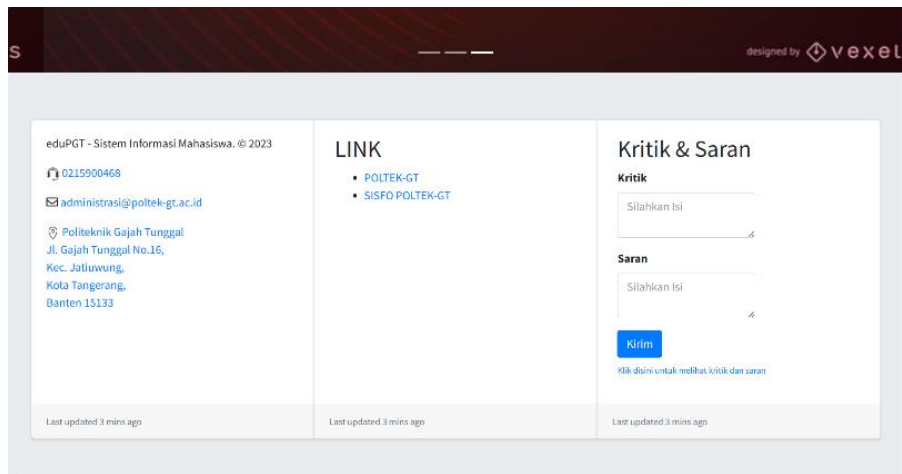 s
designed by vexel
eduPGT - Sistem Informasi Mahasiswa. © 2023
0215900468
administrasi@poltek-gt.ac.id
Politeknik Gajah Tunggal
Jl. Gajah Tunggal No.16,
Kec. Jatiuwung,
Kota Tangerang,
Banten 15133
Last updated 3 mins ago
LINK
• POLTEK-GT
• SISFO POLTEK-GT
Last updated 3 mins ago
Kritik & Saran
Kritik
Silahkan Isi
Saran
Silahkan Isi
Kirim
Klik disini untuk melihat kritik dan saran
Last updated 3 mins ago